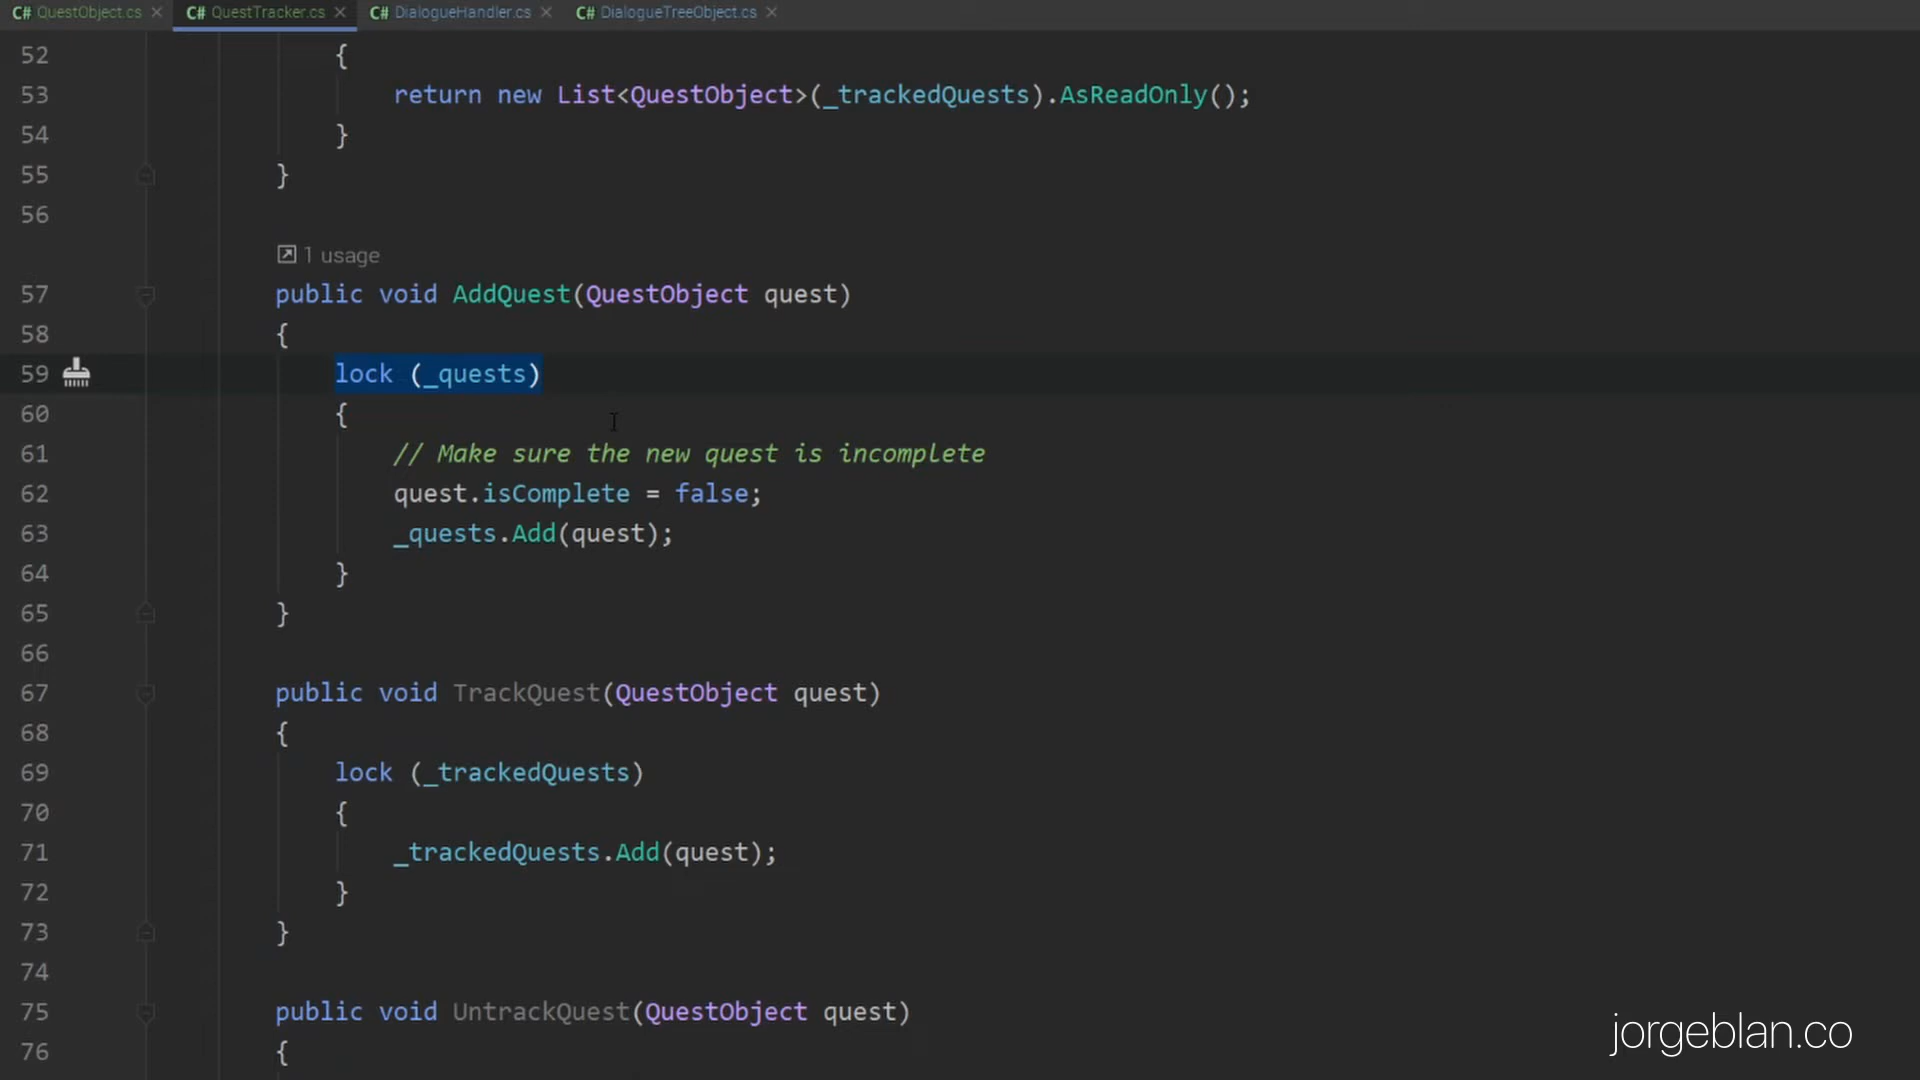 C# QuestObject.cs × C# QuestTracker.cs × C# DialogueHandler.cs × C# DialogueTreeObject.cs ×
52 {
53 return new List<QuestObject>(_trackedQuests).AsReadOnly();
54 }
55 }
56
1 usage
57 public void AddQuest(QuestObject quest)
58 {
59 lock (_quests)
60 {
61 // Make sure the new quest is incomplete
62 quest.isComplete = false;
63 _quests.Add(quest);
64 }
65 }
66
67 public void TrackQuest(QuestObject quest)
68 {
69 lock (_trackedQuests)
70 {
71 _trackedQuests.Add(quest);
72 }
73 }
74
75 public void UntrackQuest(QuestObject quest)
76 {
jorgeblan.co